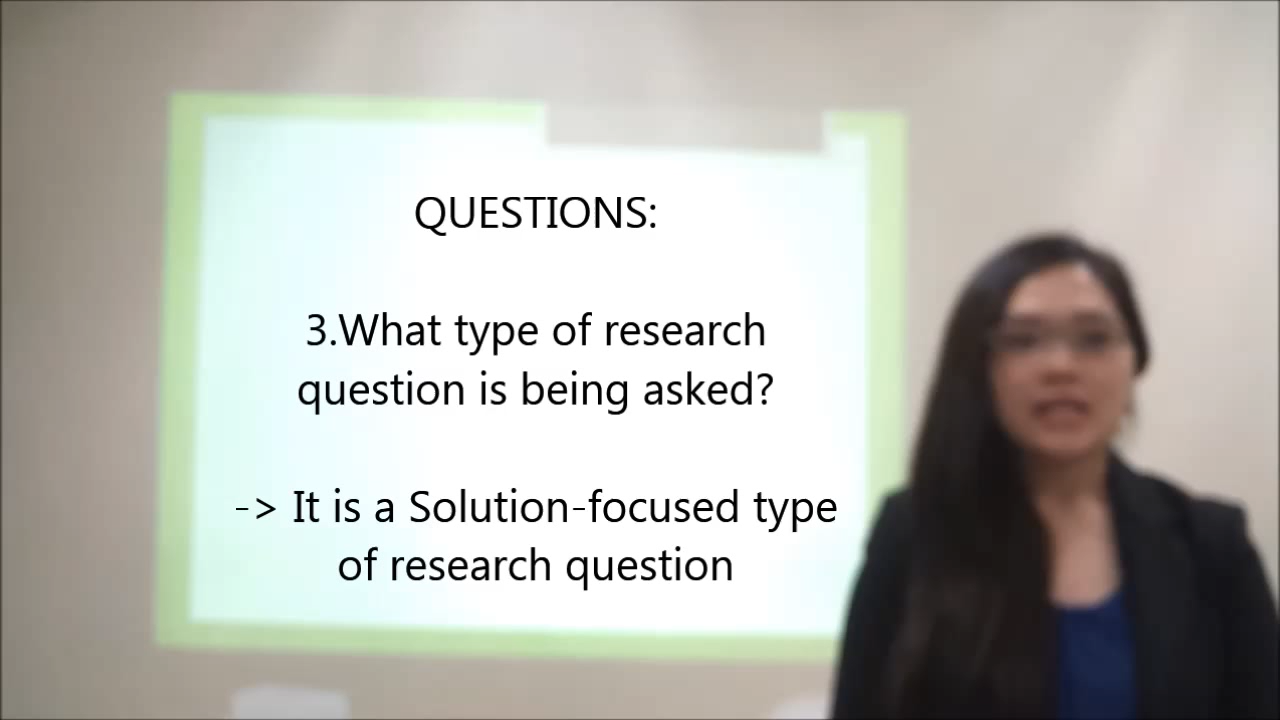 QUESTIONS:
3.What type of research
question is being asked?
-> It is a Solution-focused type
of research question